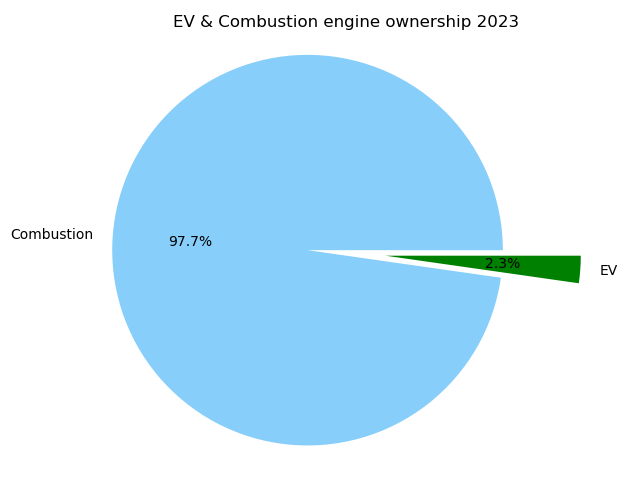 EV & Combustion engine ownership 2023
Combustion
97.7%
2.3%
EV